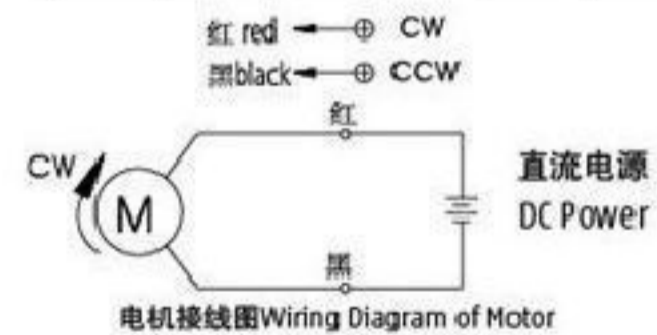 红 red ⊕ CW
黑black ⊕ CCW
红
CW
M
直流电源
DC Power
黑
电机接线图Wiring Diagram of Motor